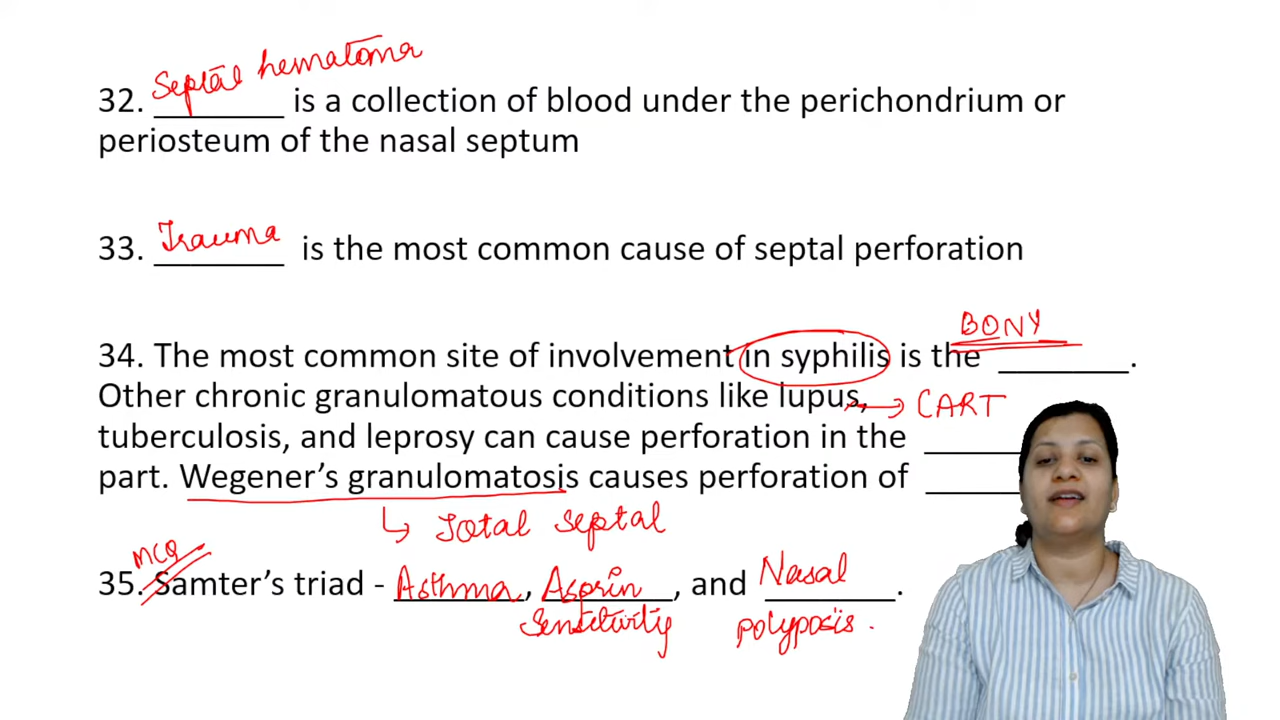 Septal hematoma
32. ________ is a collection of blood under the perichondrium or
periosteum of the nasal septum
33. Trauma is the most common cause of septal perforation
BONY
34. The most common site of involvement in syphilis is the ________.
Other chronic granulomatous conditions like lupus, → CART
tuberculosis, and leprosy can cause perforation in the
part. Wegener's granulomatosis causes perforation of
↳ Total Septal
MCQ
35. Samter's triad - Asthma, Asprin, and Nasal.
Sensitivity polyposis.